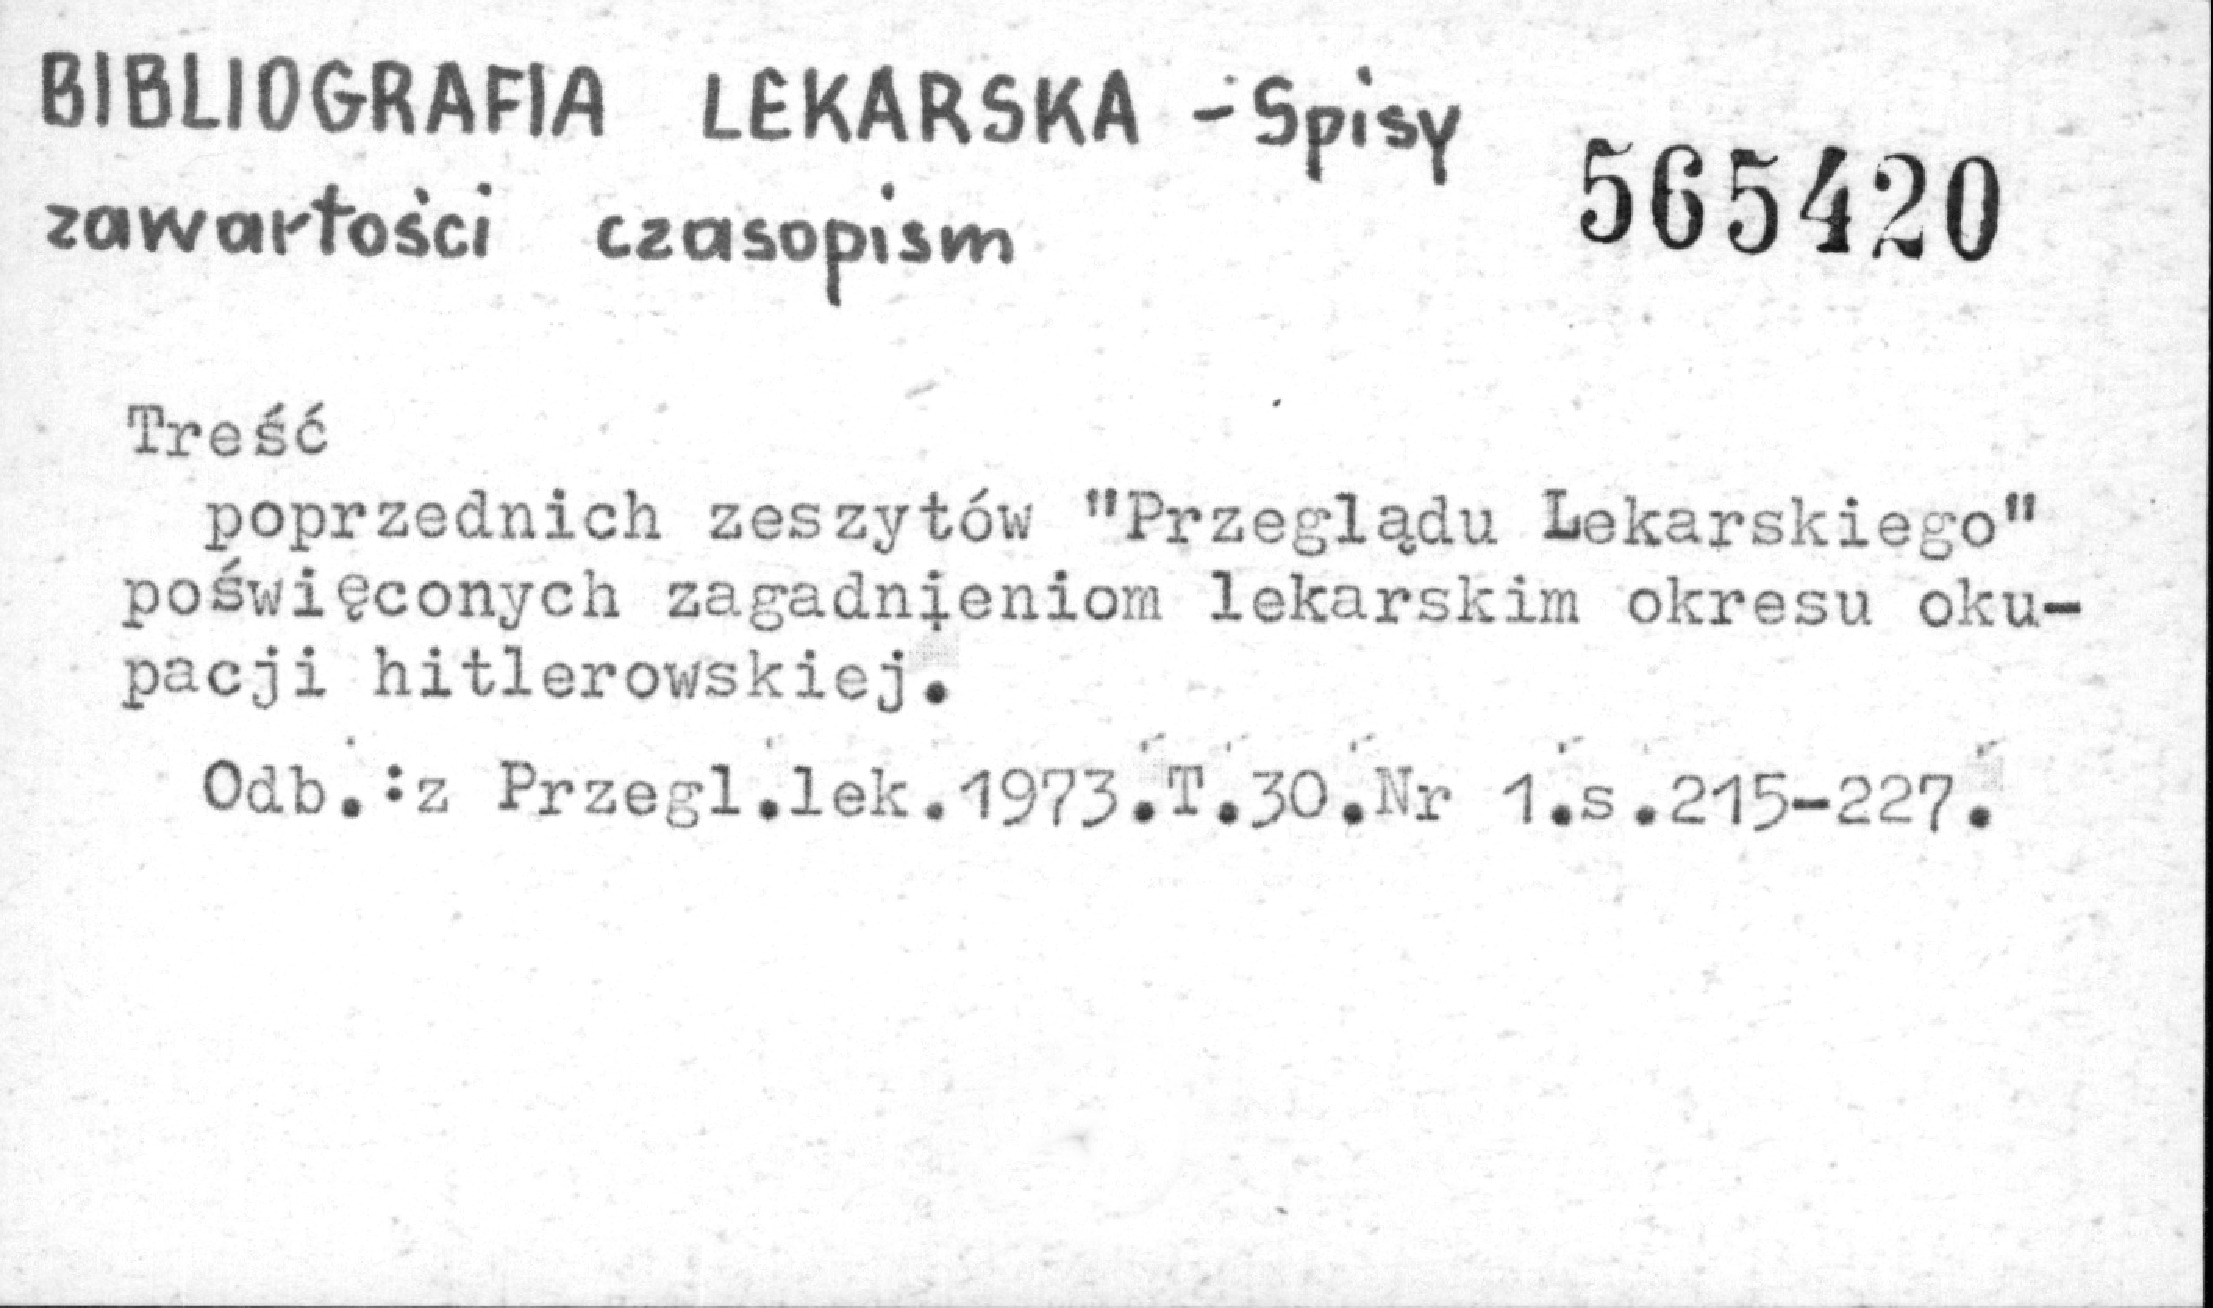 BIBLIOGRAFIA LEKARSKA - Spisy
zawartości czasopism
565420
Treść
poprzednich zeszytów "Przeglądu Lekarskiego"
poświęconych zagadnieniom lekarskim okresu oku-
pacji hitlerowskiej.
Odb.:z Przegl.lek.1973.T.30.Nr 1.s.215-227.